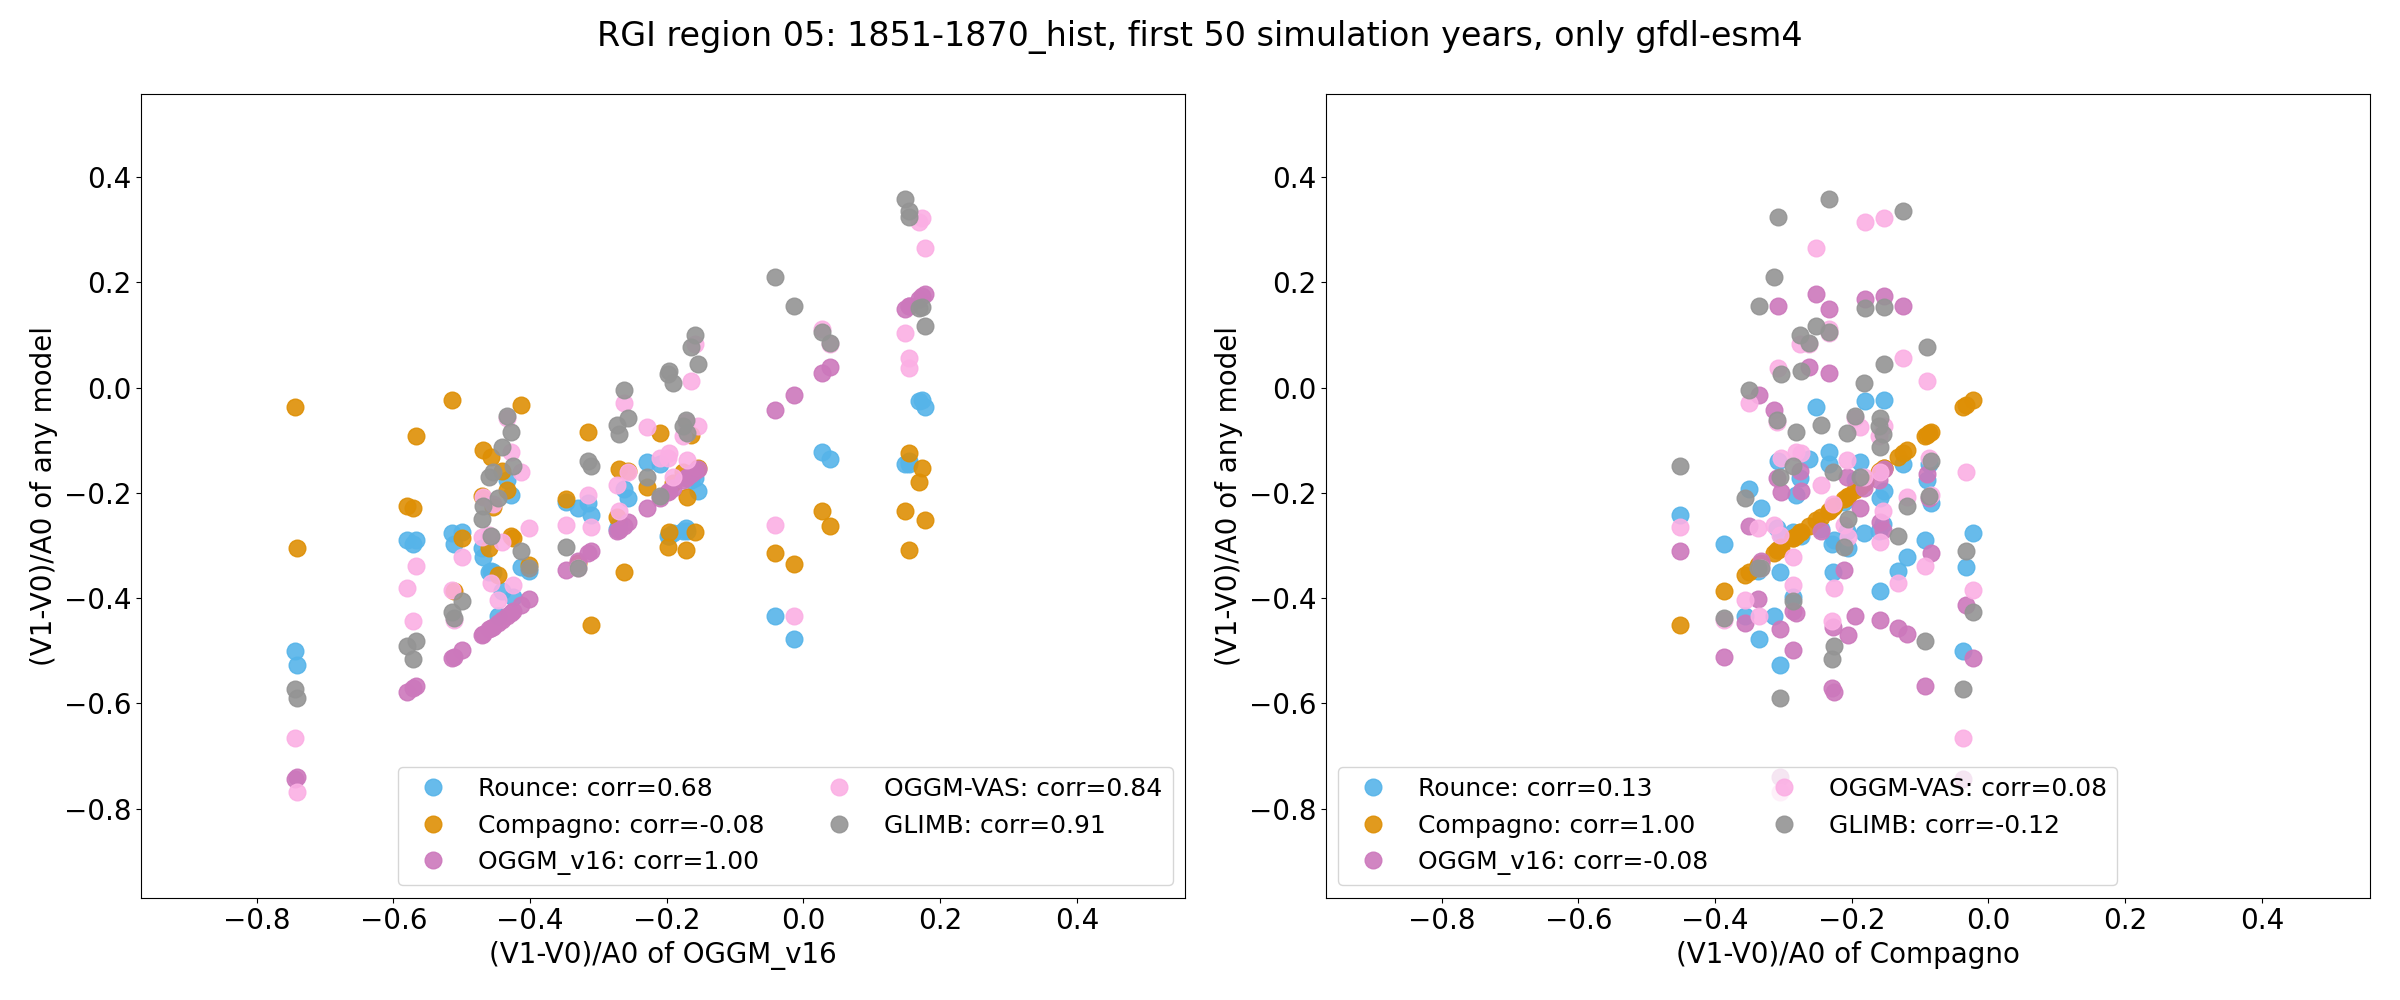 RGI region 05: 1851-1870_hist, first 50 simulation years, only gfdl-esm4
(V1-V0)/A0 of any model
0.4
0.2
0.0
−0.2
−0.4
−0.6
−0.8
Rounce: corr=0.68
Compagno: corr=-0.08
OGGM_v16: corr=1.00
OGGM-VAS: corr=0.84
GLIMB: corr=0.91
−0.8 −0.6 −0.4 −0.2 0.0 0.2 0.4
(V1-V0)/A0 of OGGM_v16
(V1-V0)/A0 of any model
0.4
0.2
0.0
−0.2
−0.4
−0.6
−0.8
Rounce: corr=0.13
Compagno: corr=1.00
OGGM_v16: corr=-0.08
OGGM-VAS: corr=0.08
GLIMB: corr=-0.12
−0.8 −0.6 −0.4 −0.2 0.0 0.2 0.4
(V1-V0)/A0 of Compagno